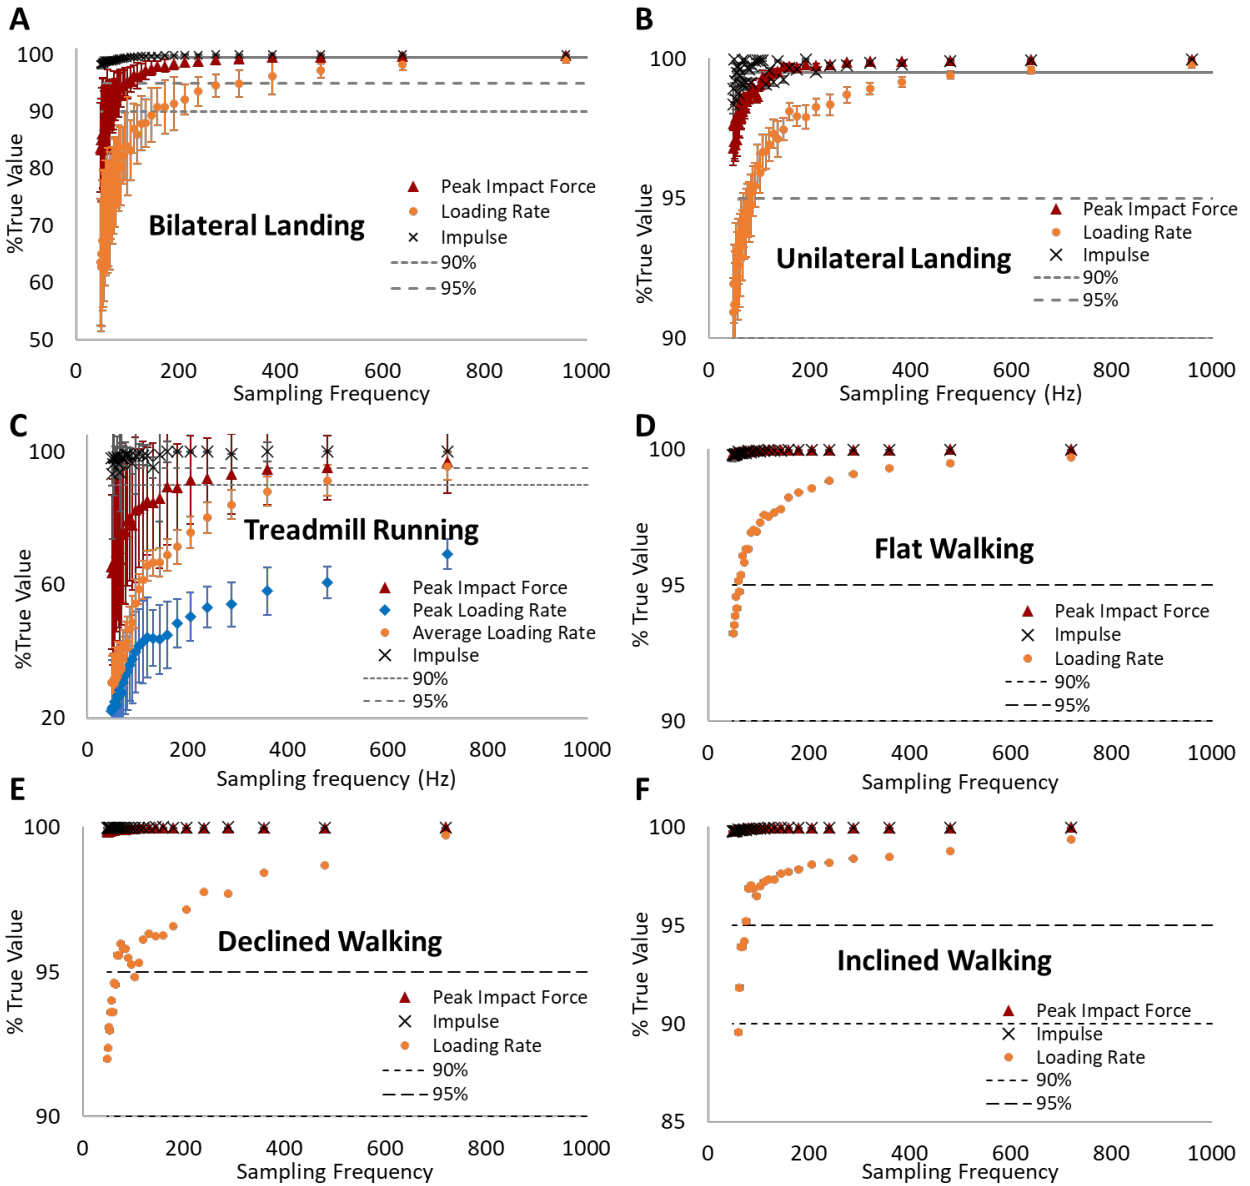 A
100
90
80
70
60
50
%True Value
Bilateral Landing
Peak Impact Force
Loading Rate
Impulse
90%
95%
0
200
400
600
800
1000
Sampling Frequency
B
100
95
90
%True Value
Unilateral Landing
Peak Impact Force
Loading Rate
Impulse
90%
95%
0
200
400
600
800
1000
Sampling Frequency (Hz)
C
100
60
20
%True Value
Treadmill Running
Peak Impact Force
Peak Loading Rate
Average Loading Rate
Impulse
90%
95%
0
200
400
600
800
1000
Sampling frequency (Hz)
D
100
95
90
% True Value
Flat Walking
Peak Impact Force
Impulse
Loading Rate
90%
95%
0
200
400
600
800
1000
Sampling Frequency
E
100
95
90
% True Value
Declined Walking
Peak Impact Force
Impulse
Loading Rate
90%
95%
0
200
400
600
800
1000
Sampling Frequency
F
100
95
90
85
% True Value
Inclined Walking
Peak Impact Force
Impulse
Loading Rate
90%
95%
0
200
400
600
800
1000
Sampling Frequency